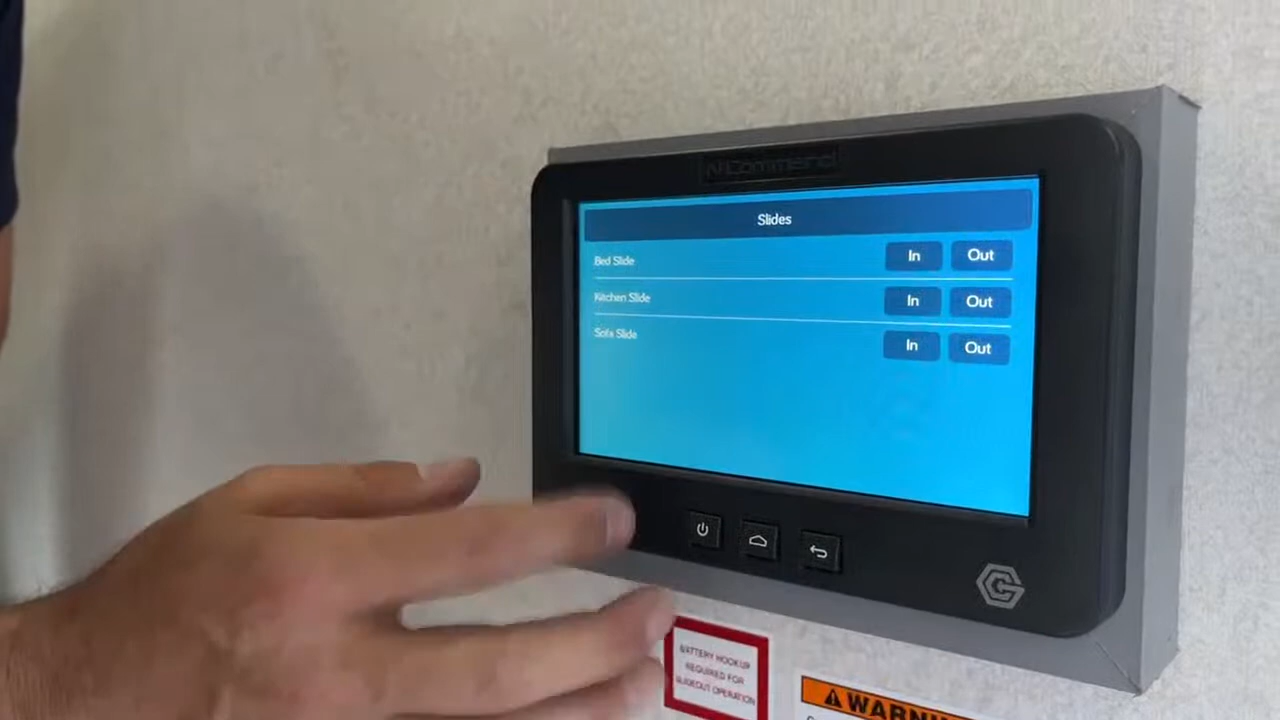 Slides
Bed Slide In Out
Kitchen Slide In Out
Sofa Slide In Out
BATTERY HOOKUP
REQUIRED FOR
SLIDEOUT OPERATION